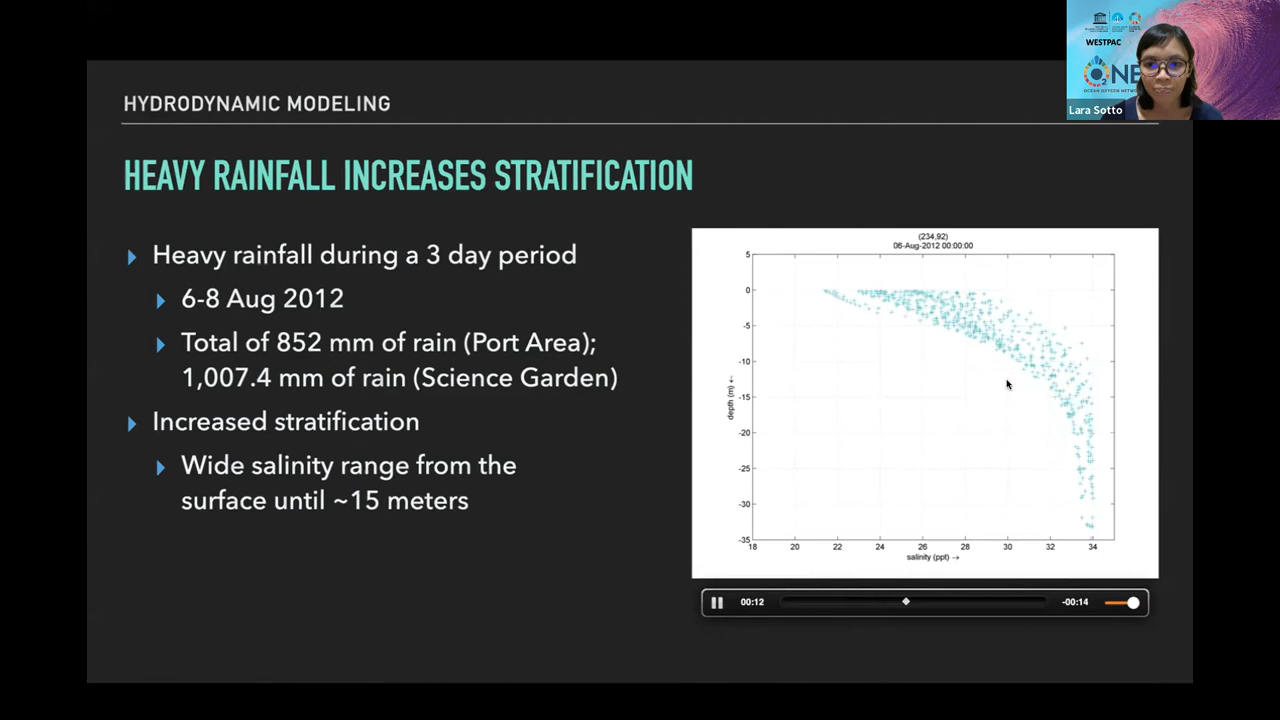 WESTPAC
ONE
OCEAN OXYGEN NETWORK
Lara Sotto
HYDRODYNAMIC MODELING
HEAVY RAINFALL INCREASES STRATIFICATION
Heavy rainfall during a 3 day period
6-8 Aug 2012
Total of 852 mm of rain (Port Area);
1,007.4 mm of rain (Science Garden)
Increased stratification
Wide salinity range from the
surface until ~15 meters
(234,92)
06-Aug-2012 00:00:00
5
0
-5
-10
-15
-20
-25
-30
-35
depth (m) ←
18 20 22 24 26 28 30 32 34
salinity (ppt) →
00:12
-00:14